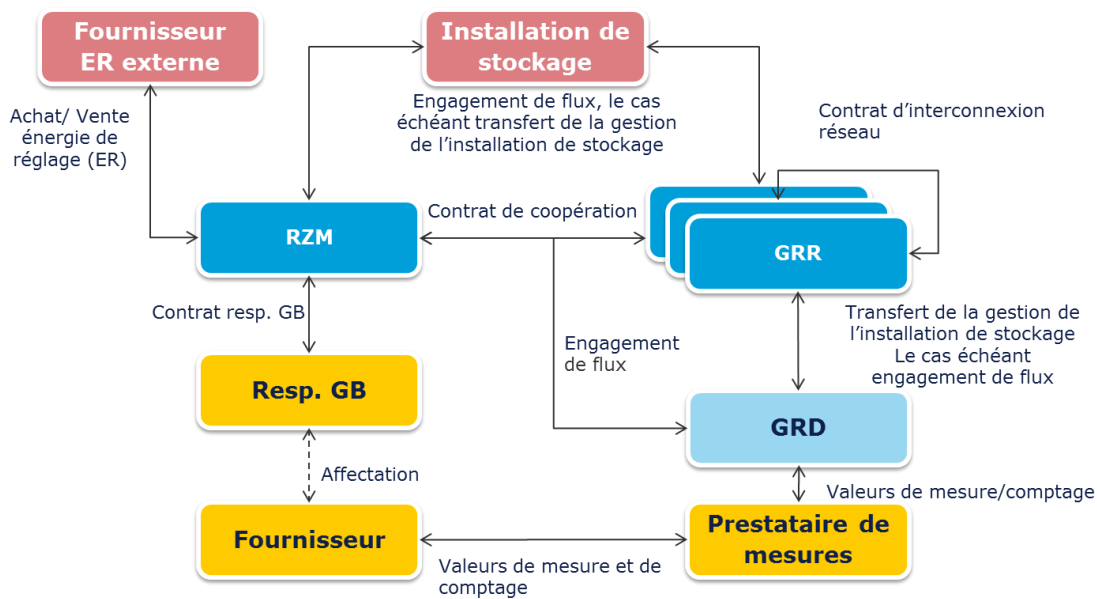 Fournisseur
ER externe
Installation de
stockage
Achat/ Vente
énergie de
réglage (ER)
Engagement de flux, le cas
échéant transfert de la gestion
de l’installation de stockage
Contrat d’interconnexion
réseau
RZM
Contrat de coopération
GRR
Contrat resp. GB
Transfert de la gestion de
l’installation de stockage
Le cas échéant
engagement de flux
Engagement
de flux
Resp. GB
GRD
Affectation
Valeurs de mesure/comptage
Fournisseur
Prestataire de
mesures
Valeurs de mesure et de
comptage